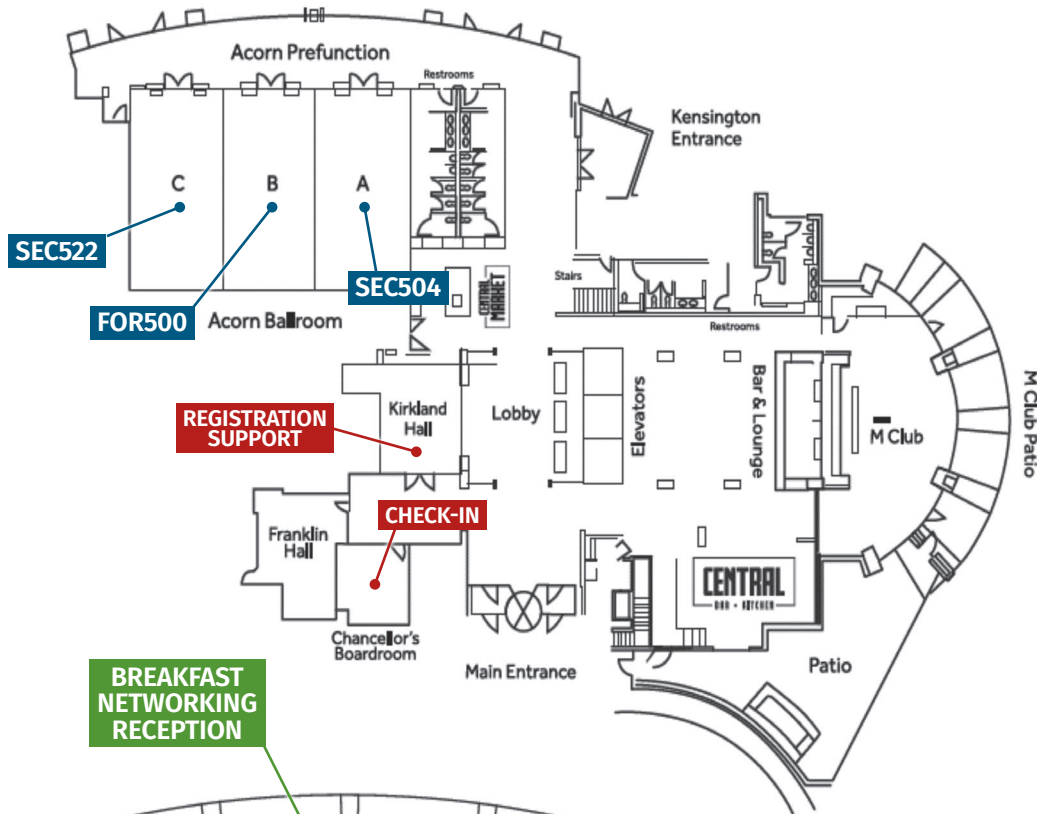 Acorn Prefunction
Restrooms
Kensington
Entrance
C
B
A
SEC522
FOR500
SEC504
Acorn Ballroom
CENTRAL
MARKET
Stairs
Restrooms
Kirkland
Hall
Lobby
Elevators
Bar & Lounge
M Club
M Club Patio
REGISTRATION
SUPPORT
CHECK-IN
Franklin
Hall
Chancellor's
Boardroom
Main Entrance
CENTRAL
BAR + KITCHEN
Patio
BREAKFAST
NETWORKING
RECEPTION